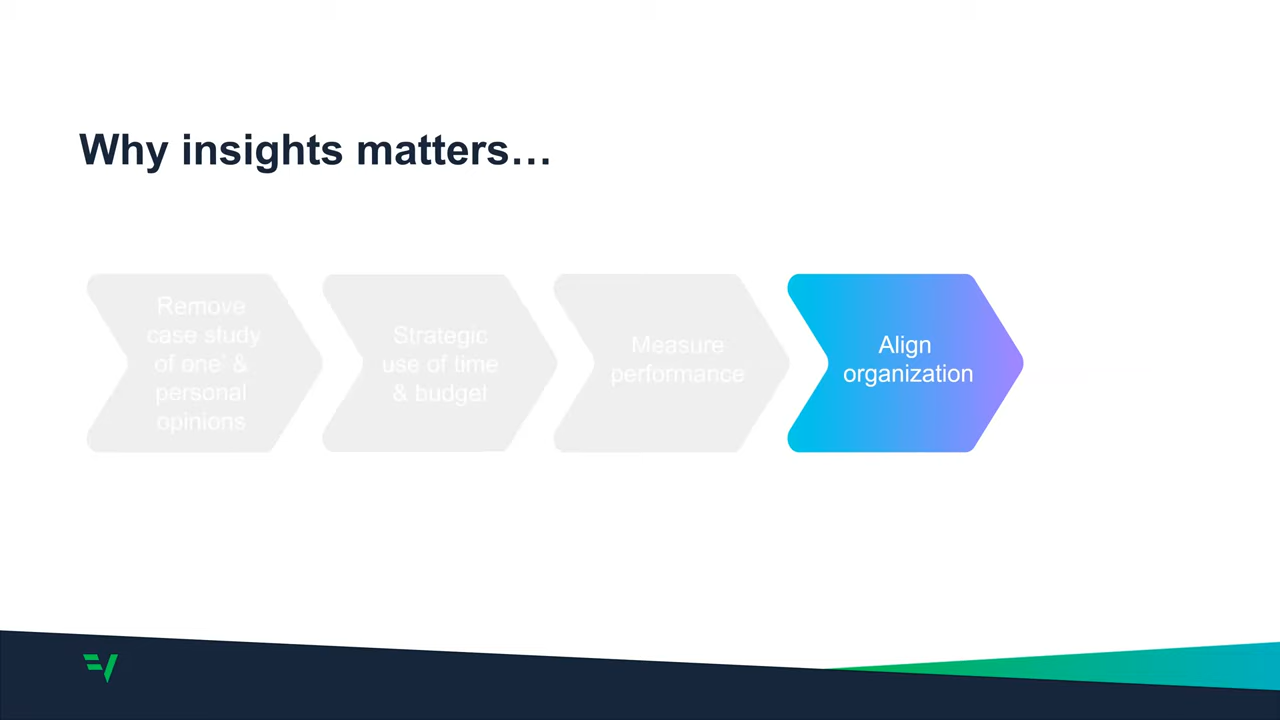 Why insights matters…
Remove
case study
of one’ &
personal
opinions
Strategic
use of time
& budget
Measure
performance
Align
organization